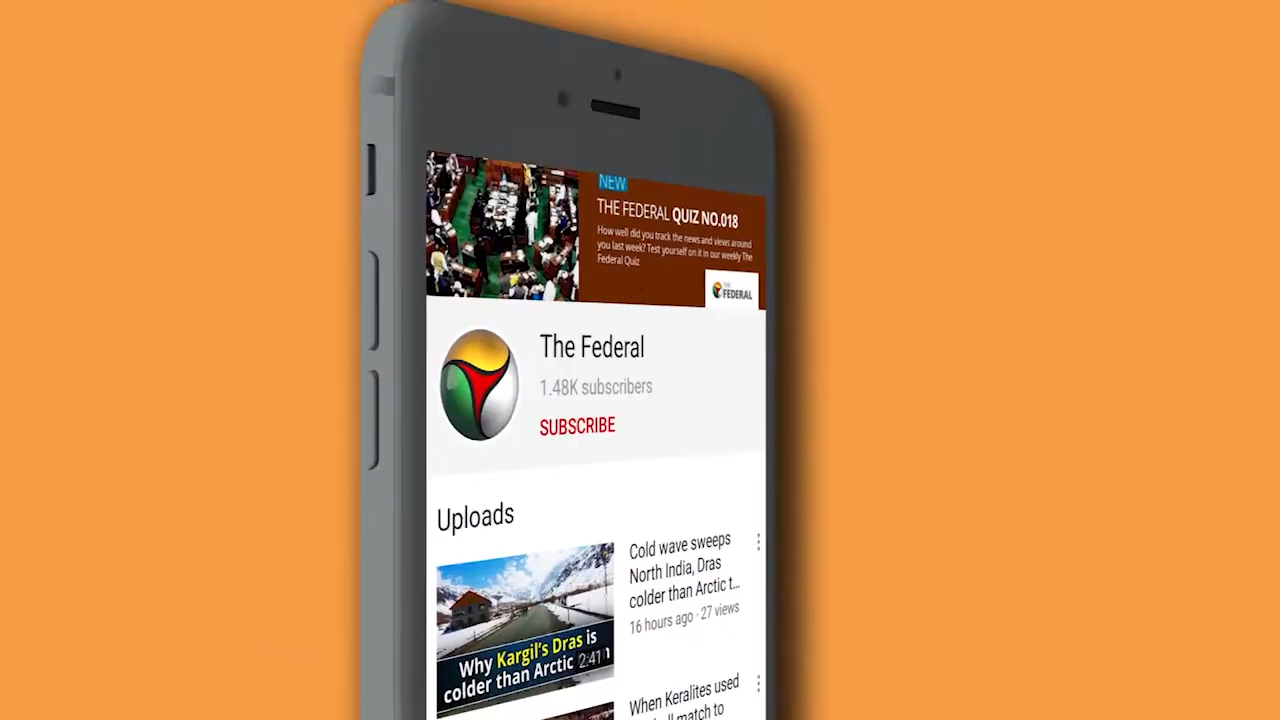 NEW
THE FEDERAL QUIZ NO.018
How well did you track the news and views around
you last week? Test yourself on it in our weekly The
Federal Quiz
THE
FEDERAL
The Federal
1.48K subscribers
SUBSCRIBE
Uploads
Why Kargil's Dras is
colder than Arctic
2:41
Cold wave sweeps
North India, Dras
colder than Arctic t...
16 hours ago · 27 views
When Keralites used
match to